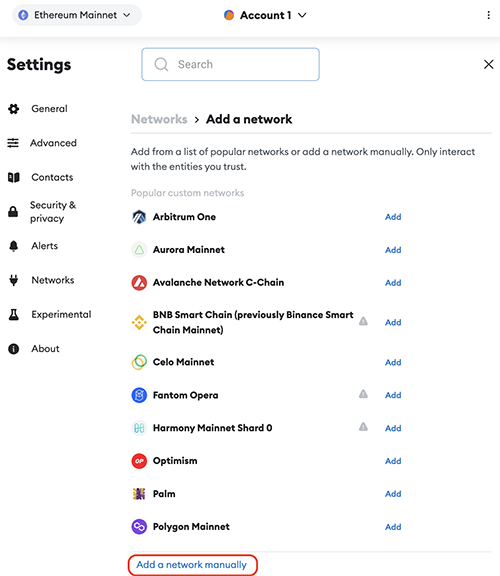 Ethereum Mainnet
Account 1
Settings
Search
General
Advanced
Contacts
Security &
privacy
Alerts
Networks
Experimental
About
Networks > Add a network
Add from a list of popular networks or add a network manually. Only interact
with the entities you trust.
Popular custom networks
Arbitrum One Add
Aurora Mainnet Add
Avalanche Network C-Chain Add
BNB Smart Chain (previously Binance Smart
Chain Mainnet) Add
Celo Mainnet Add
Fantom Opera Add
Harmony Mainnet Shard 0 Add
OP Optimism Add
Palm Add
Polygon Mainnet Add
Add a network manually